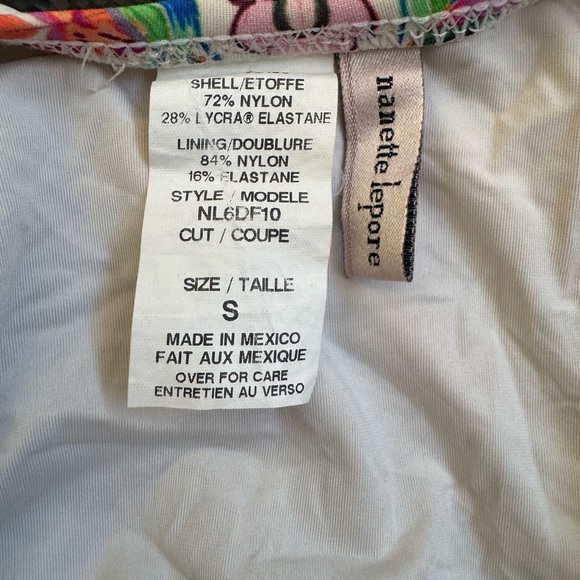 SHELL/ETOFFE
72% NYLON
28% LYCRA® ELASTANE
LINING/DOUBLURE
84% NYLON
16% ELASTANE
STYLE / MODELE
NL6DF10
CUT / COUPE
SIZE / TAILLE
S
MADE IN MEXICO
FAIT AUX MEXIQUE
OVER FOR CARE
ENTRETIEN AU VERSO
nanette lepore